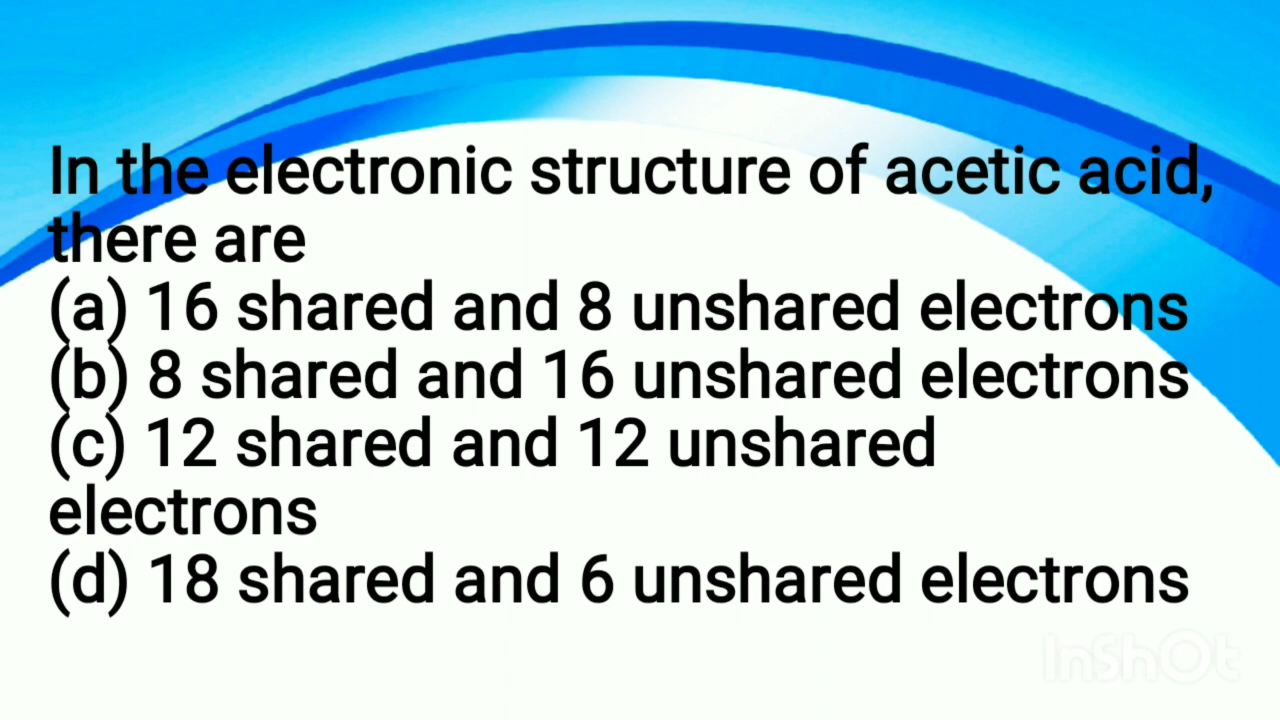 In the electronic structure of acetic acid,
there are
(a) 16 shared and 8 unshared electrons
(b) 8 shared and 16 unshared electrons
(c) 12 shared and 12 unshared
electrons
(d) 18 shared and 6 unshared electrons
InShOt